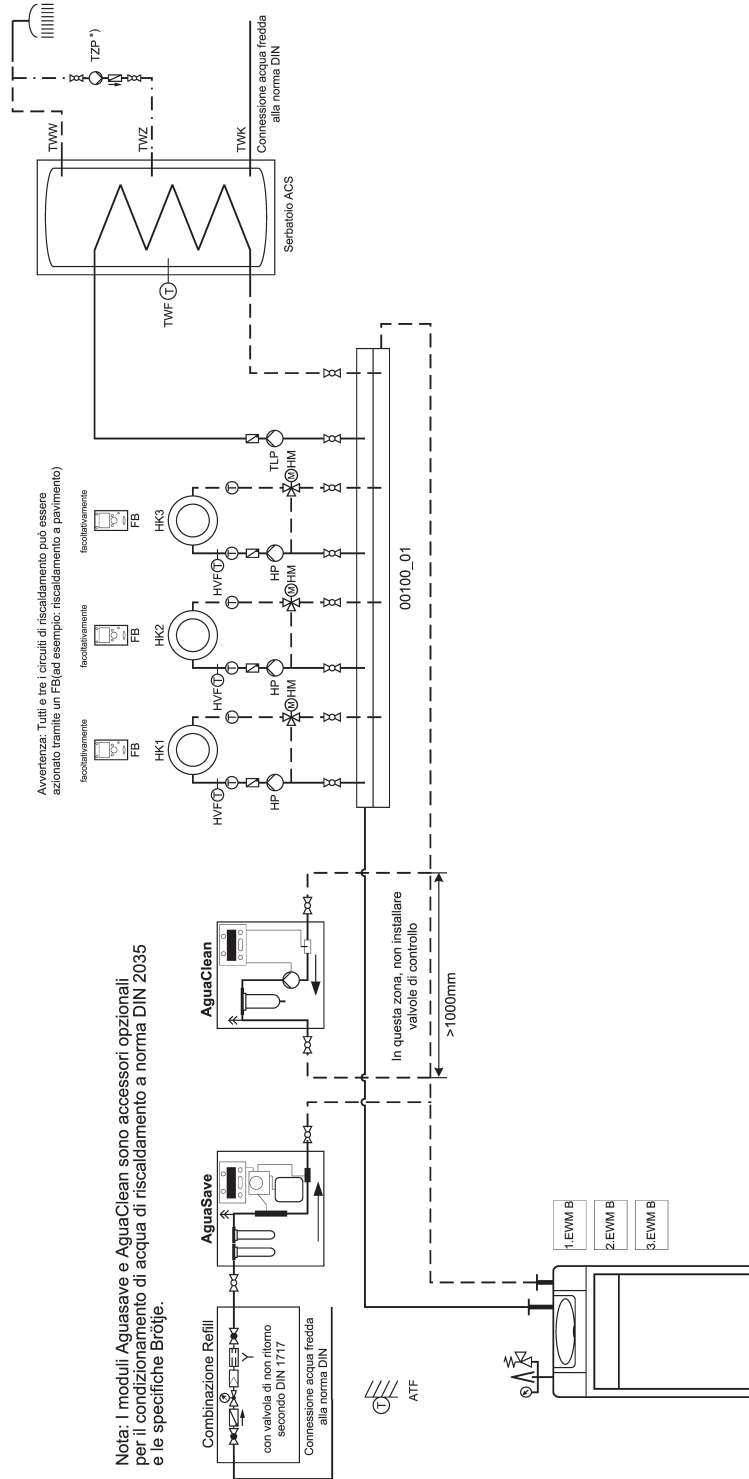 Nota: I moduli Aguasave e AguaClean sono accessori opzionali
per il condizionamento di acqua di riscaldamento a norma DIN 2035
e le specifiche Brötje.
Avvertenza: Tutti e tre i circuiti di riscaldamento può essere
azionato tramite un FB(ad esempio: riscaldamento a pavimento)
Combinazione Refill
Y
con valvola di non ritorno
secondo DIN 1717
Connessione acqua fredda
alla norma DIN
AguaSave
AguaClean
In questa zona, non installare
valvole di controllo
>1000mm
T
ATF
1.EWM B
2.EWM B
3.EWM B
facoltativamente
FB
HK1
HVF T
T
T
HP
M HM
facoltativamente
FB
HK2
HVF T
T
T
HP
M HM
facoltativamente
FB
HK3
HVF T
T
T
HP
M HM
TLP
00100_01
TWF T
Serbatoio ACS
TWW
TWZ
TWK
TZP*)
Connessione acqua fredda
alla norma DIN